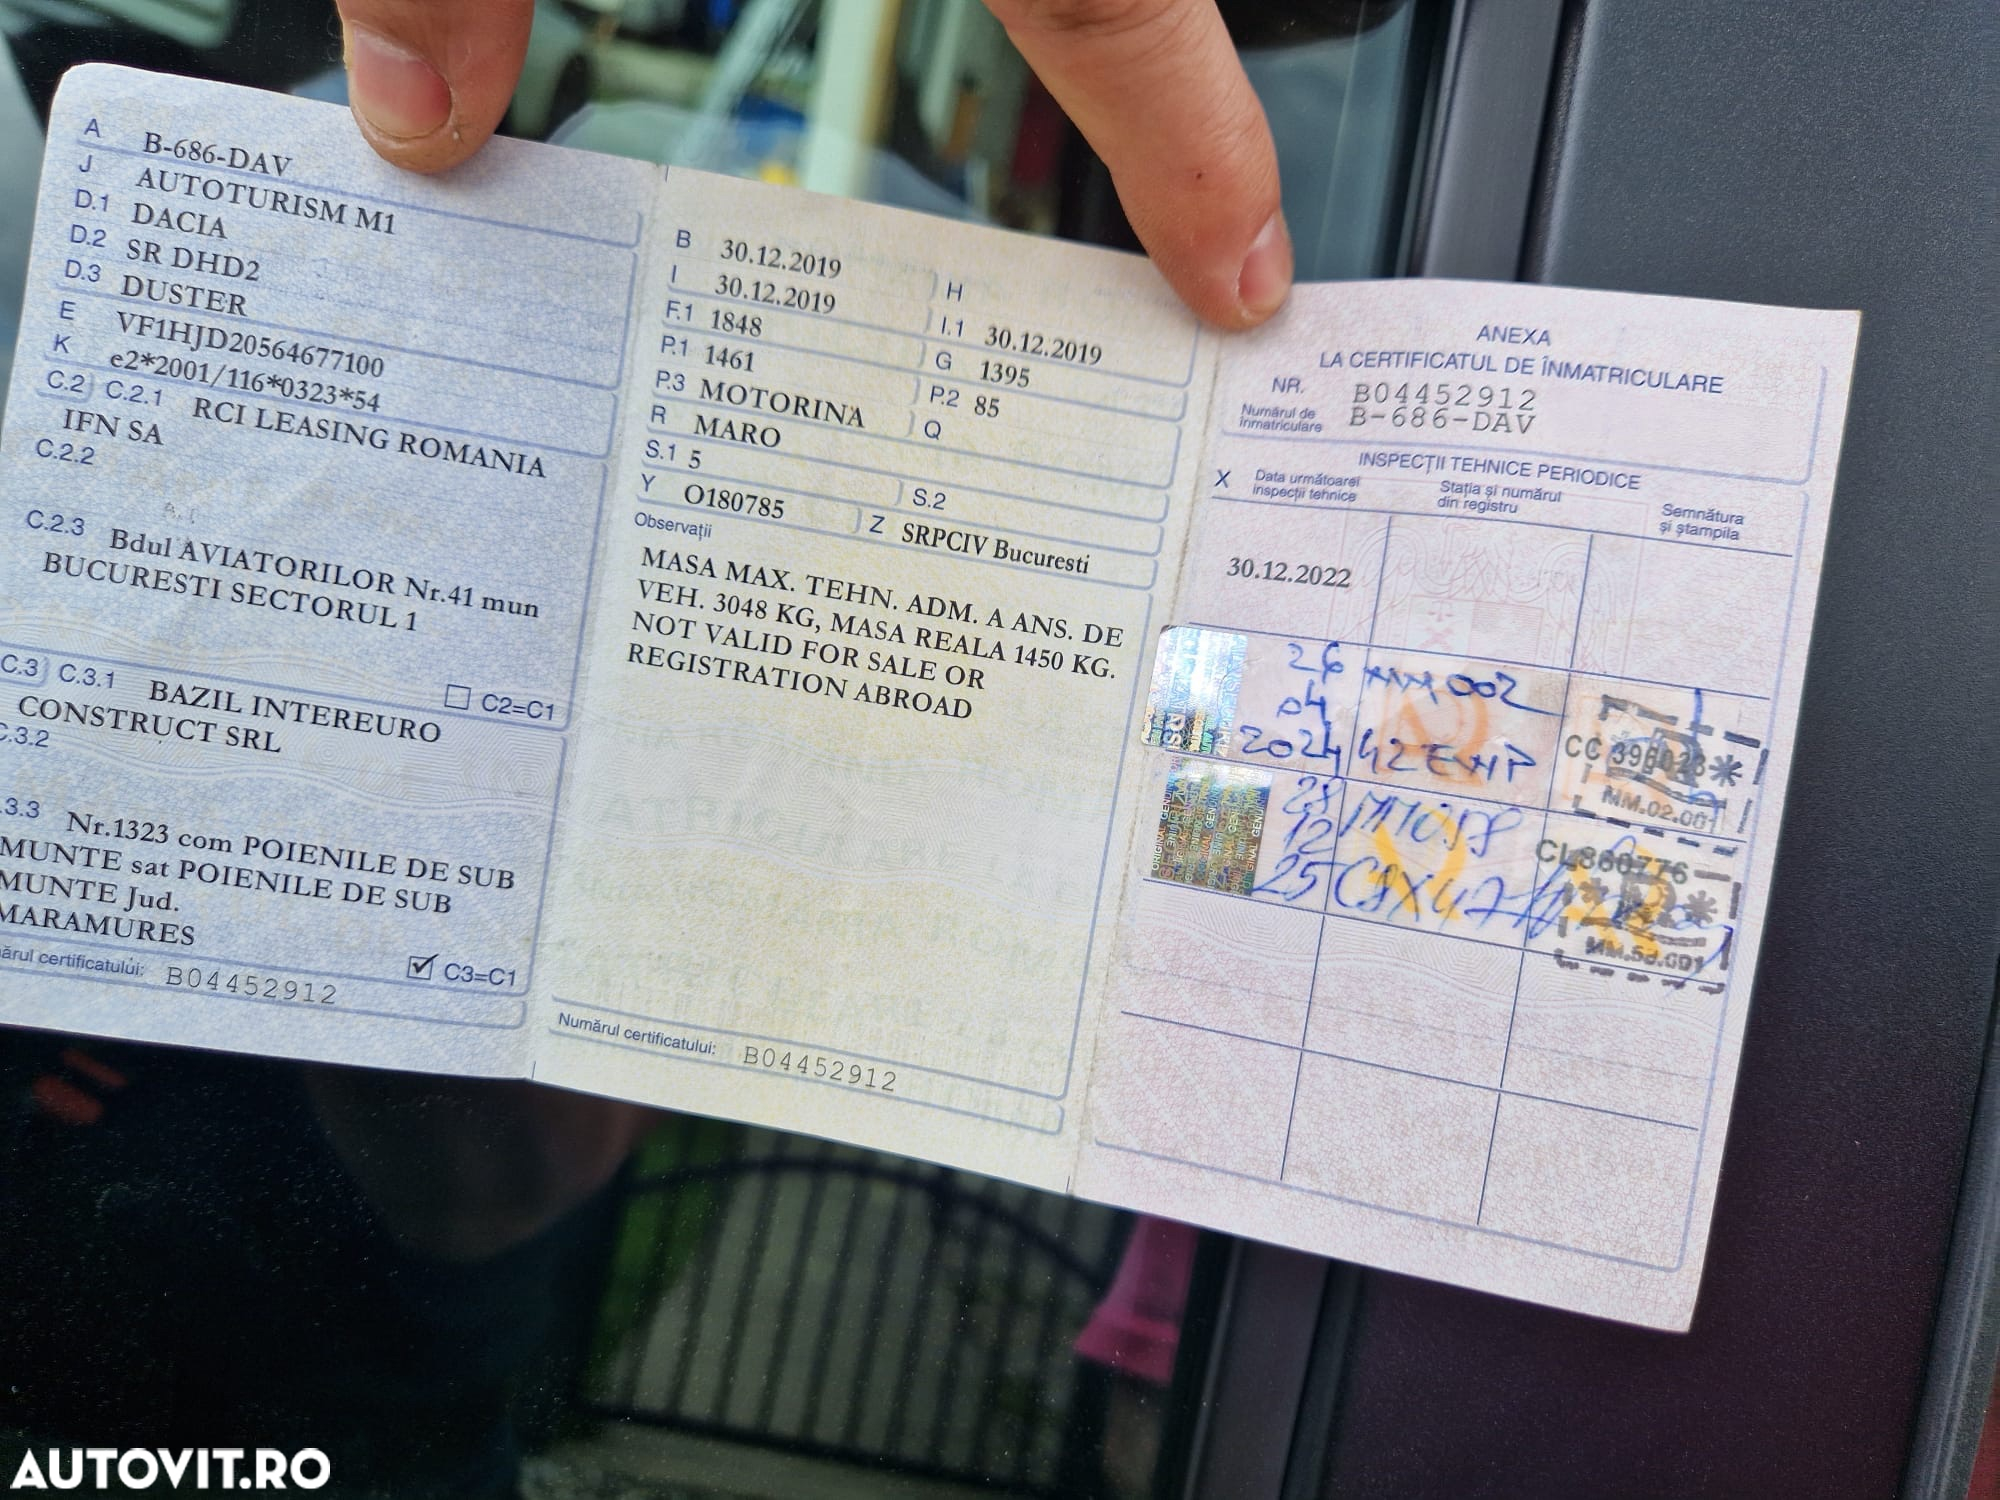 A B-686-DAV
J AUTOTURISM M1
D.1 DACIA
D.2 SR DHD2
D.3 DUSTER
E VF1HJD20564677100
K e2*2001/116*0323*54
C.2 C.2.1 RCI LEASING ROMANIA
IFN SA
C.2.2
C.2.3 Bdul AVIATORILOR Nr.41 mun
BUCURESTI SECTORUL 1
C2=C1
C.3 C.3.1 BAZIL INTEREURO
CONSTRUCT SRL
C.3.2
.3.3 Nr.1323 com POIENILE DE SUB
MUNTE sat POIENILE DE SUB
MUNTE Jud.
MARAMURES
C3=C1
ărul certificatului: B04452912
B 30.12.2019 H
I 30.12.2019 I.1 30.12.2019
F.1 1848 G 1395
P.1 1461 P.2 85
P.3 MOTORINA Q
R MARO
S.1 5 S.2
Y O180785 Z SRPCIV Bucuresti
Observații
MASA MAX. TEHN. ADM. A ANS. DE
VEH. 3048 KG, MASA REALA 1450 KG.
NOT VALID FOR SALE OR
REGISTRATION ABROAD
Numărul certificatului: B04452912
ANEXA
LA CERTIFICATUL DE ÎNMATRICULARE
NR. B04452912
Numărul de înmatriculare B-686-DAV
INSPECȚII TEHNICE PERIODICE
X Data următoarei inspecții tehnice
Stația și numărul din registru
Semnătura și ștampila
30.12.2022
26
04
2024
CC 396023*
MM.02.001
28
12
25
CL860776
MM.53.001
AUTOVIT.RO